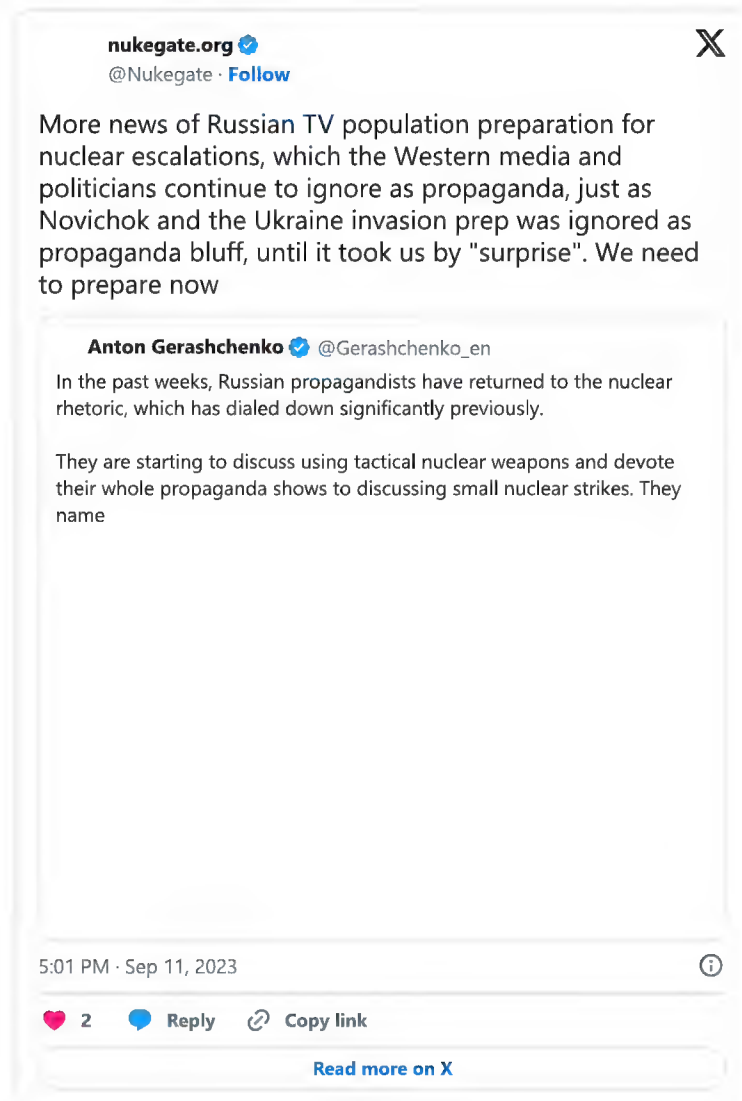 nukegate.org
@Nukegate · Follow
More news of Russian TV population preparation for
nuclear escalations, which the Western media and
politicians continue to ignore as propaganda, just as
Novichok and the Ukraine invasion prep was ignored as
propaganda bluff, until it took us by "surprise". We need
to prepare now
Anton Gerashchenko @Gerashchenko_en
In the past weeks, Russian propagandists have returned to the nuclear
rhetoric, which has dialed down significantly previously.
They are starting to discuss using tactical nuclear weapons and devote
their whole propaganda shows to discussing small nuclear strikes. They
name
5:01 PM · Sep 11, 2023
2 Reply Copy link
Read more on X